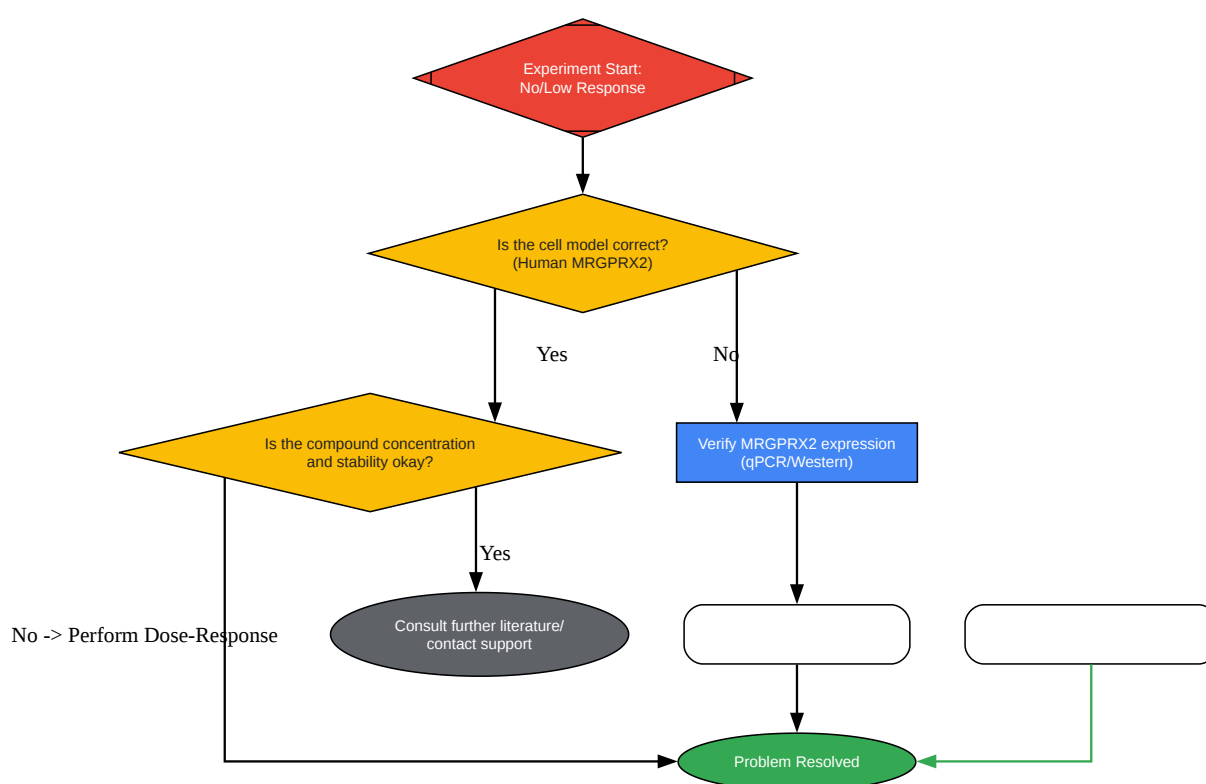 Experiment Start:
No/Low Response
Is the cell model correct?
(Human MRGPRX2)
Yes
No
Is the compound concentration
and stability okay?
Verify MRGPRX2 expression
(qPCR/Western)
Yes
No -> Perform Dose-Response
Consult further literature/
contact support
Problem Resolved